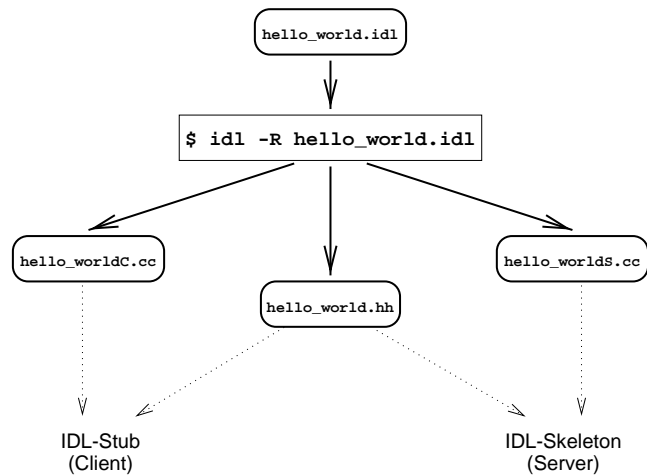 hello_world.idl
$ idl -R hello_world.idl
hello_worldC.cc
hello_worldS.cc
hello_world.hh
IDL-Stub
(Client)
IDL-Skeleton
(Server)